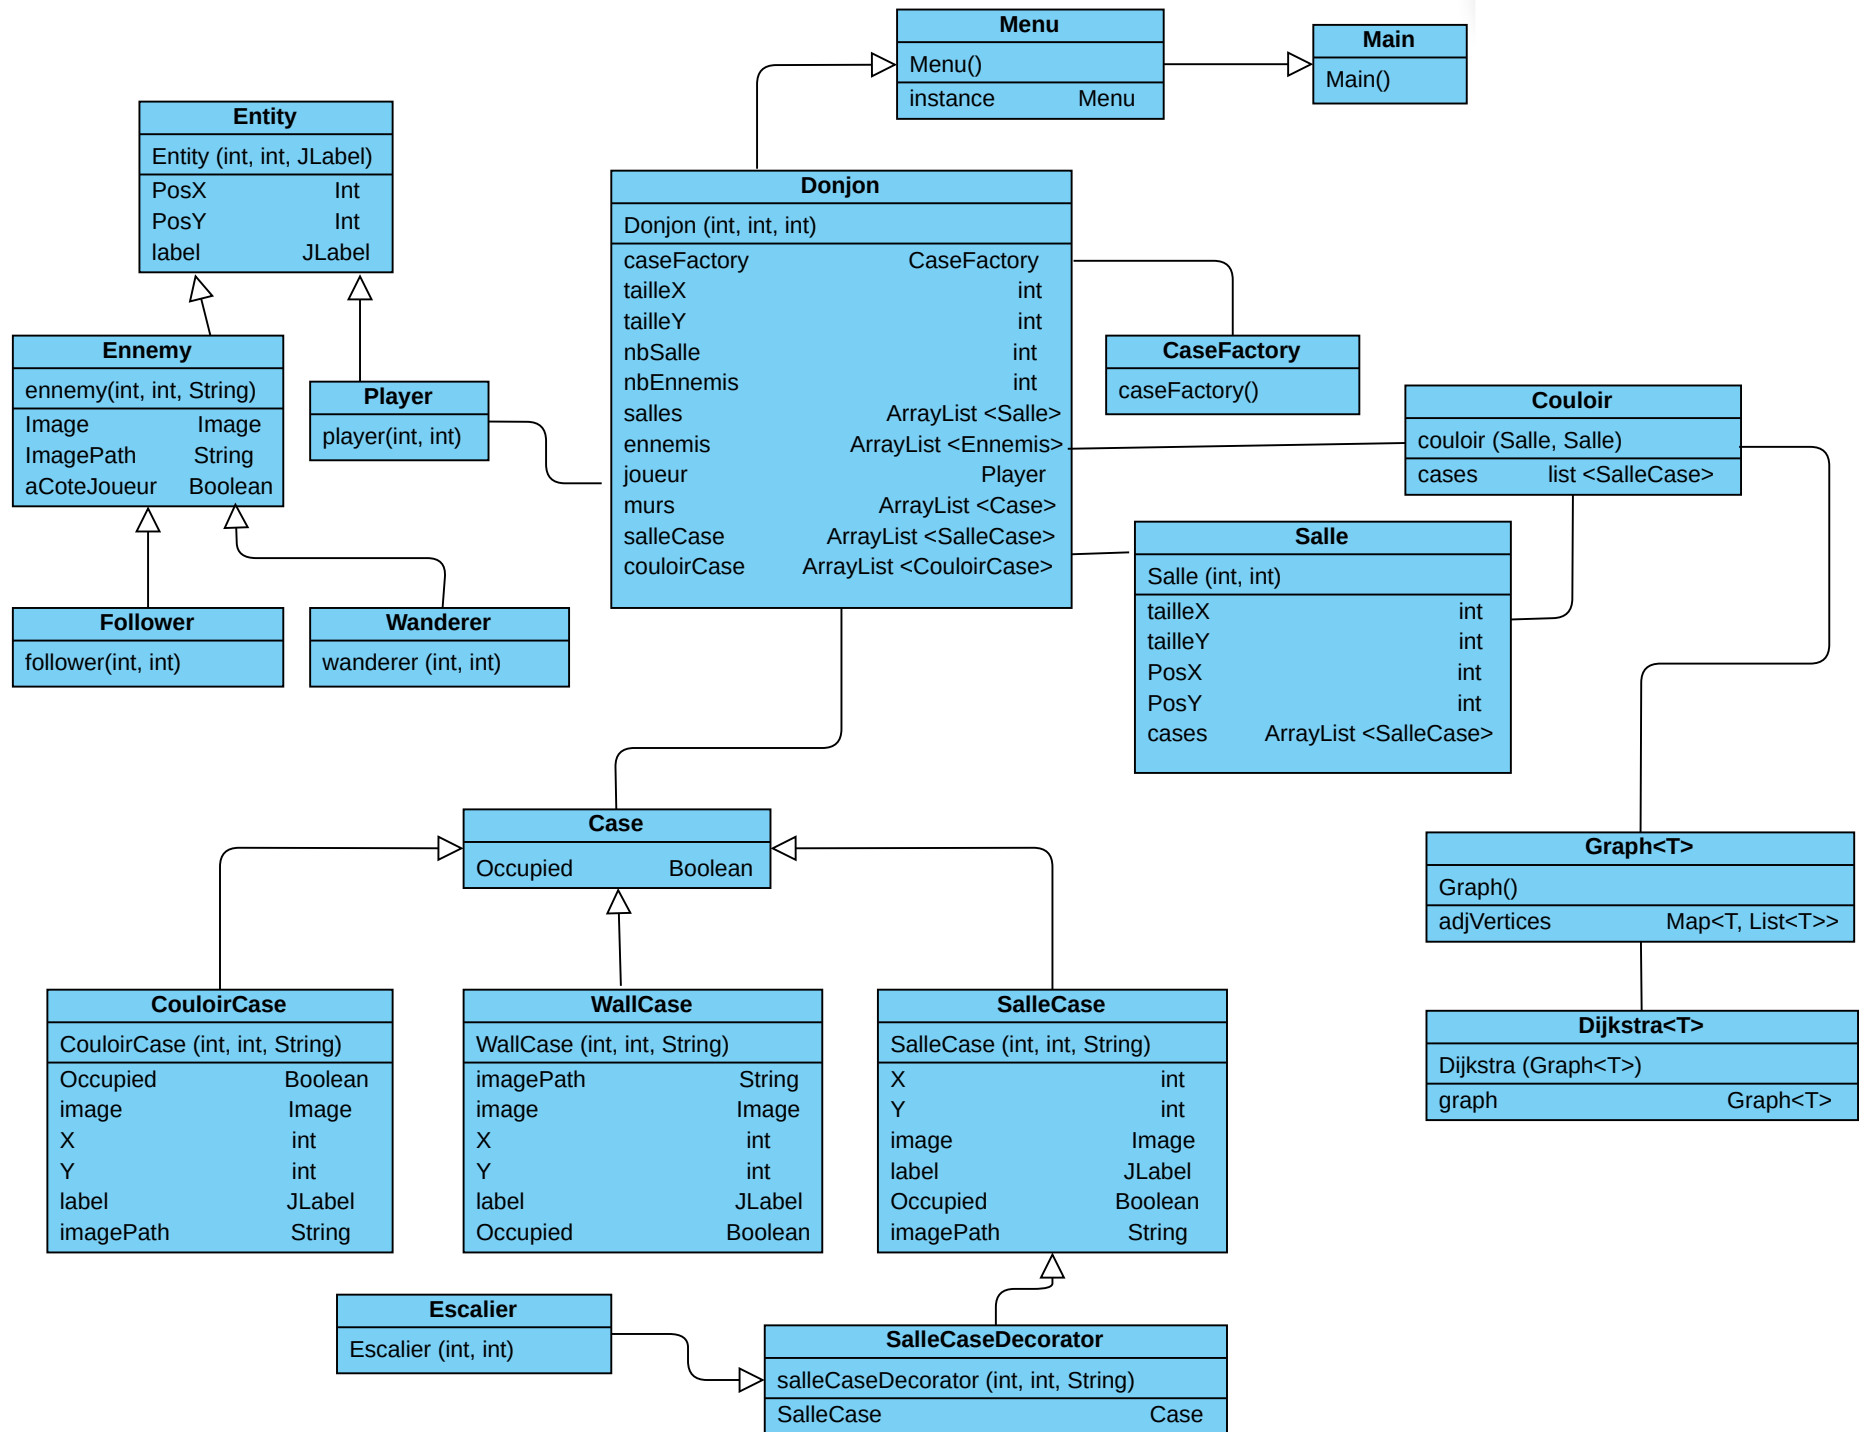 Menu
Menu()
instance Menu
Main
Main()
Entity
Entity (int, int, JLabel)
PosX Int
PosY Int
label JLabel
Donjon
Donjon (int, int, int)
caseFactory CaseFactory
tailleX int
tailleY int
nbSalle int
nbEnnemis int
salles ArrayList <Salle>
ennemis ArrayList <Ennemis>
joueur Player
murs ArrayList <Case>
salleCase ArrayList <SalleCase>
couloirCase ArrayList <CouloirCase>
Ennemy
ennemy(int, int, String)
Image Image
ImagePath String
aCoteJoueur Boolean
Player
player(int, int)
CaseFactory
caseFactory()
Couloir
couloir (Salle, Salle)
cases list <SalleCase>
Salle
Salle (int, int)
tailleX int
tailleY int
PosX int
PosY int
cases ArrayList <SalleCase>
Follower
follower(int, int)
Wanderer
wanderer (int, int)
Case
Occupied Boolean
Graph<T>
Graph()
adjVertices Map<T, List<T>>
CouloirCase
CouloirCase (int, int, String)
Occupied Boolean
image Image
X int
Y int
label JLabel
imagePath String
WallCase
WallCase (int, int, String)
imagePath String
image Image
X int
Y int
label JLabel
Occupied Boolean
SalleCase
SalleCase (int, int, String)
X int
Y int
image Image
label JLabel
Occupied Boolean
imagePath String
Dijkstra<T>
Dijkstra (Graph<T>)
graph Graph<T>
Escalier
Escalier (int, int)
SalleCaseDecorator
salleCaseDecorator (int, int, String)
SalleCase Case